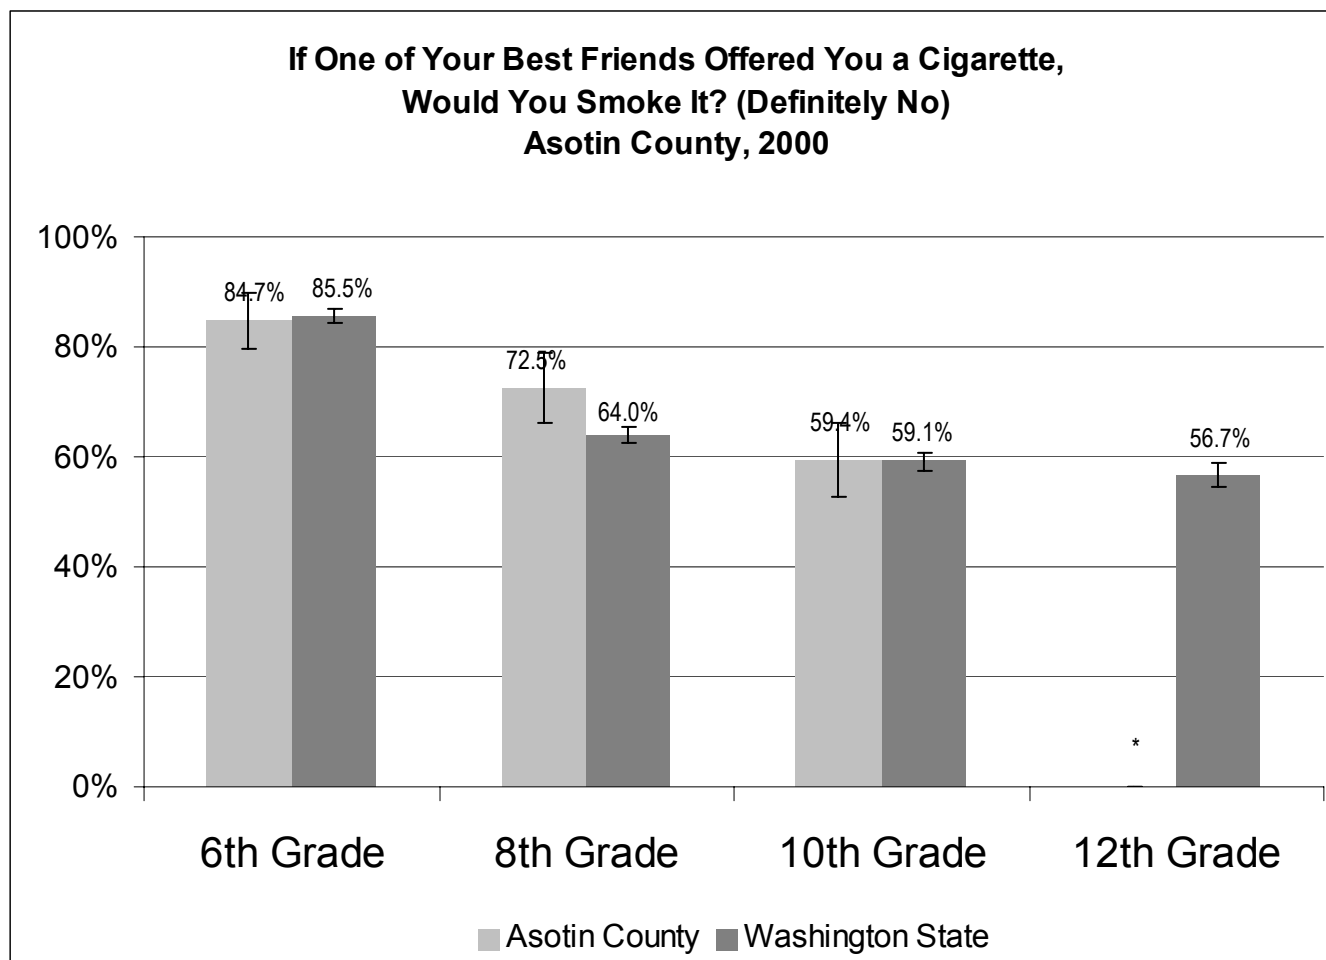 If One of Your Best Friends Offered You a Cigarette,
Would You Smoke It? (Definitely No)
Asotin County, 2000
100%
80%
60%
40%
20%
0%
84.7%
85.5%
72.5%
64.0%
59.4%
59.1%
56.7%
*
6th Grade
8th Grade
10th Grade
12th Grade
Asotin County
Washington State